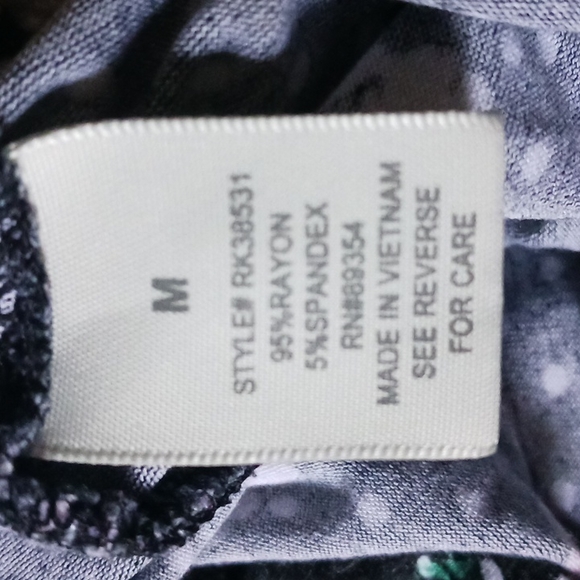 M
STYLE# RK38531
95%RAYON
5%SPANDEX
RN#89354
MADE IN VIETNAM
SEE REVERSE
FOR CARE